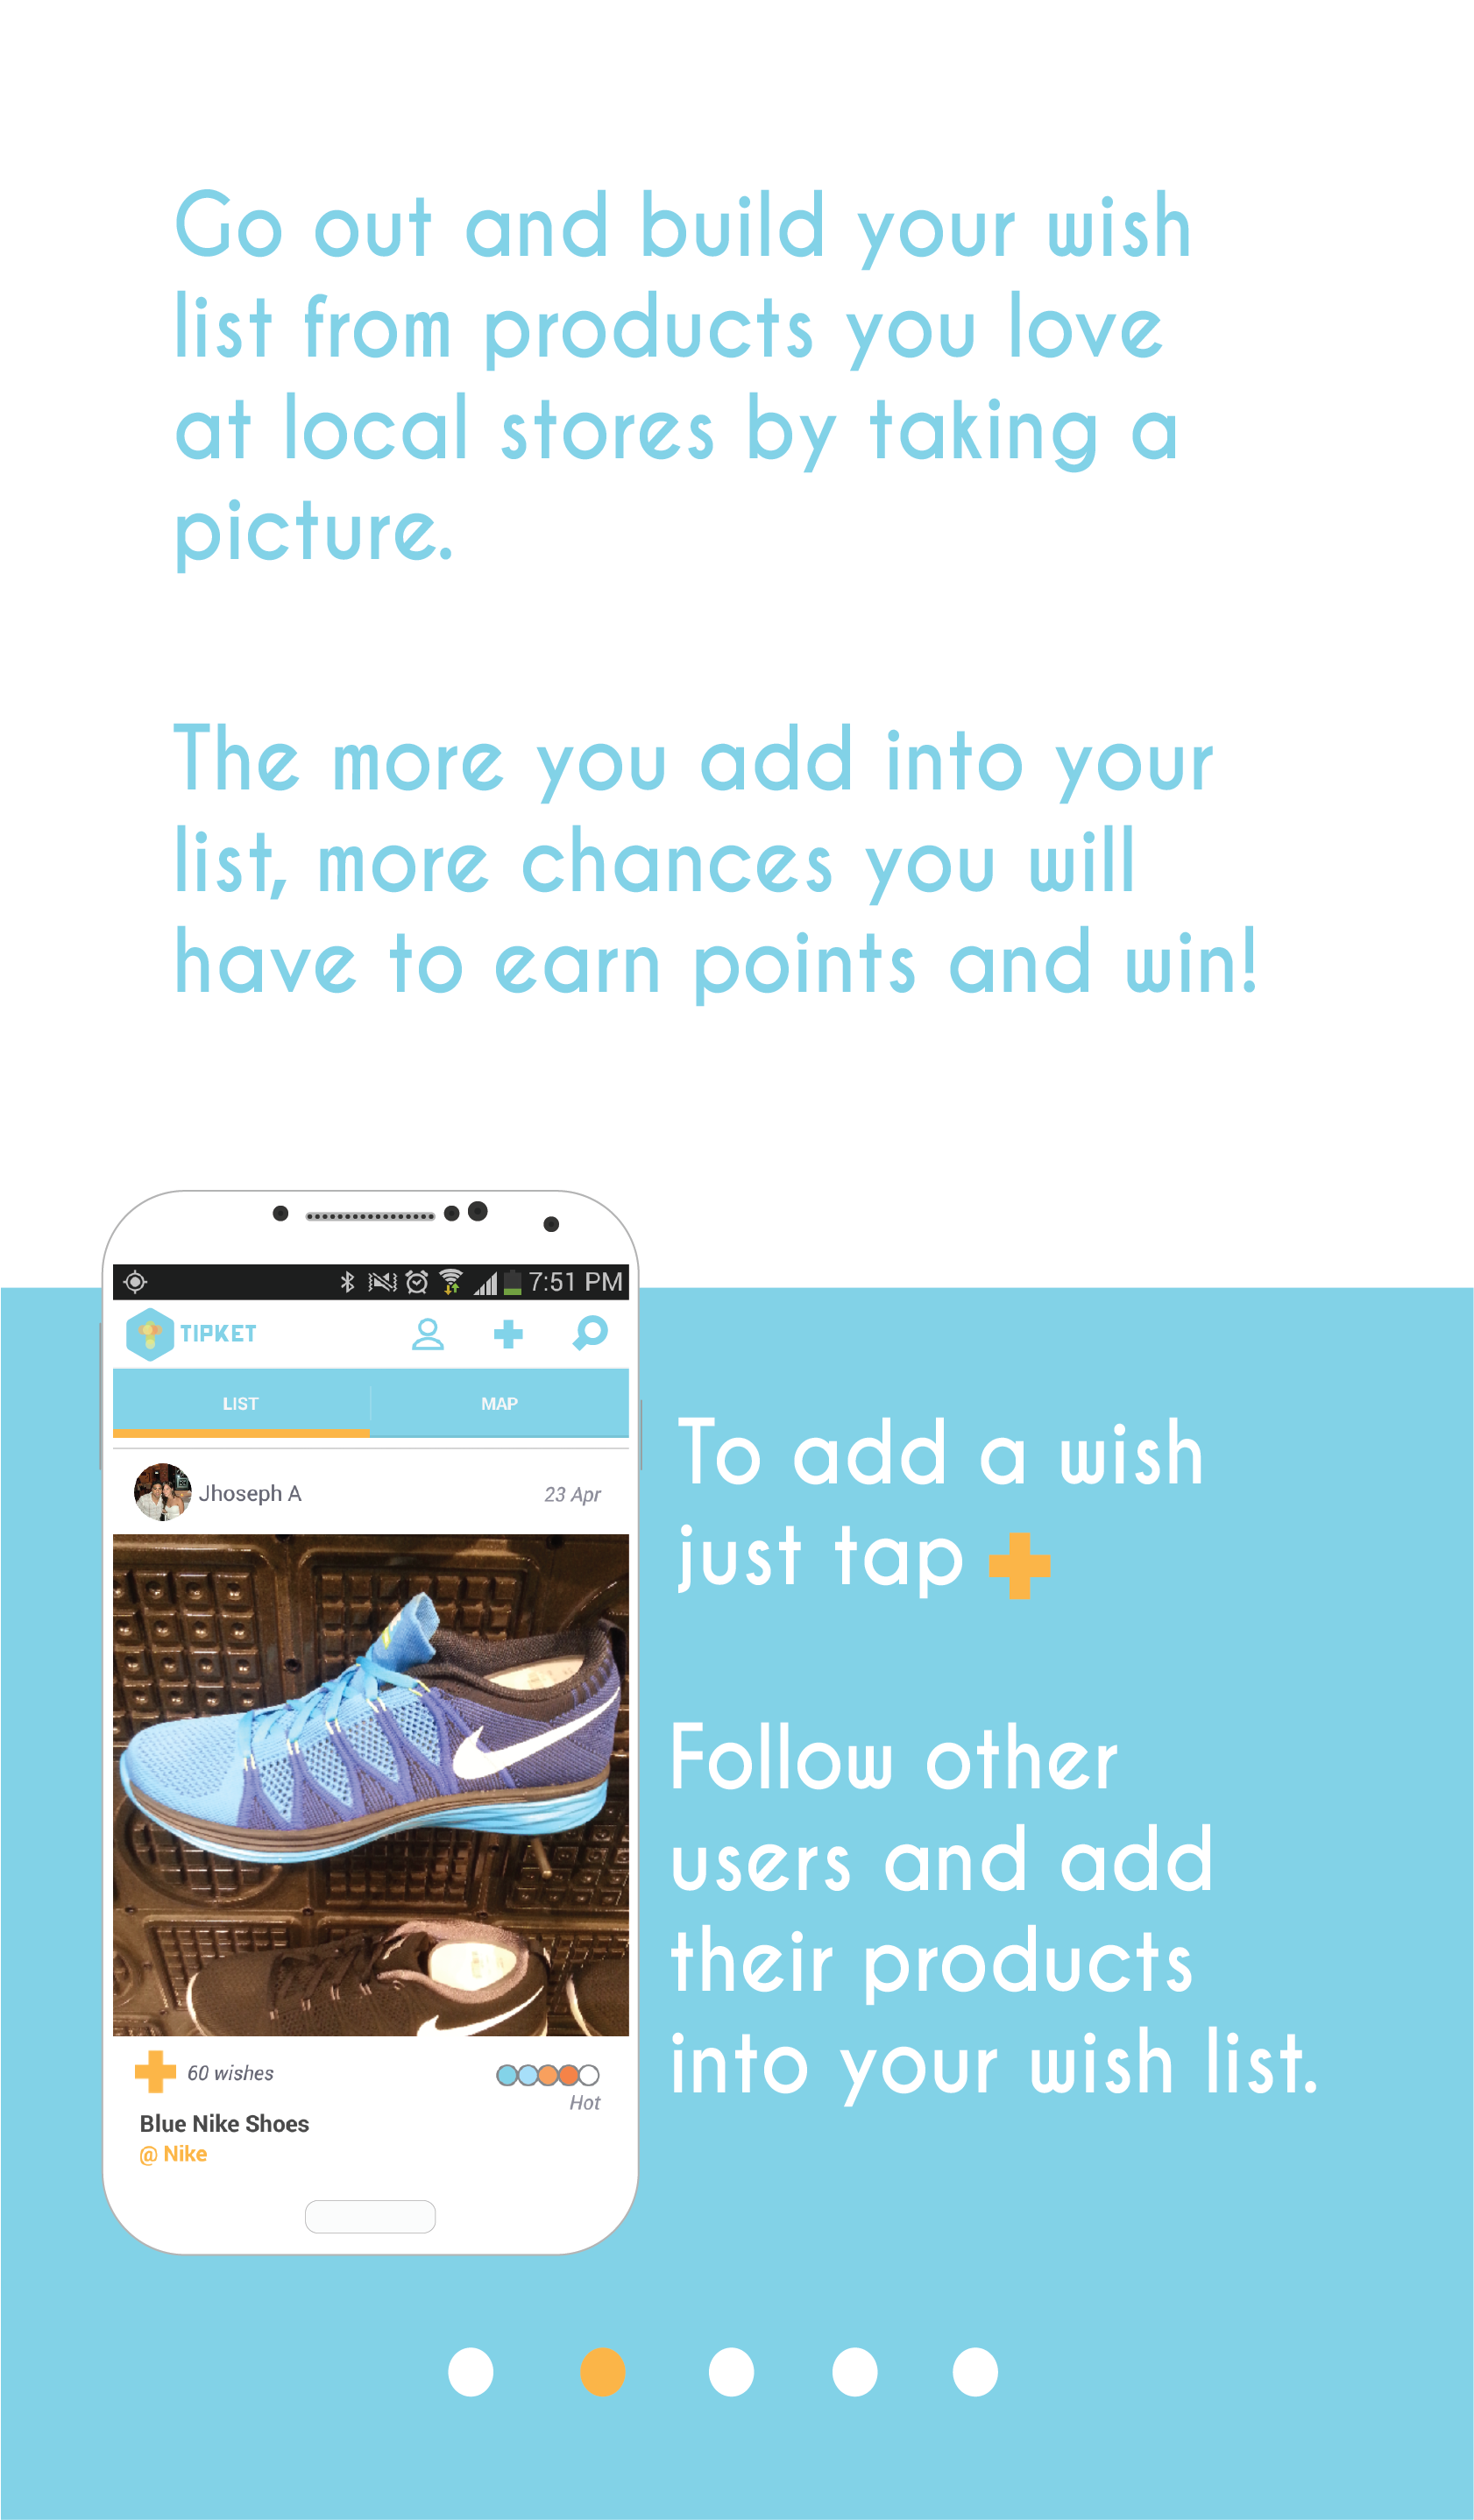 Go out and build your wish
list from products you love
at local stores by taking a
picture.
The more you add into your
list, more chances you will
have to earn points and win!
7:51 PM
TIPKET
LIST
MAP
Jhoseph A
23 Apr
60 wishes
Hot
Blue Nike Shoes
@ Nike
To add a wish
just tap
Follow other
users and add
their products
into your wish list.